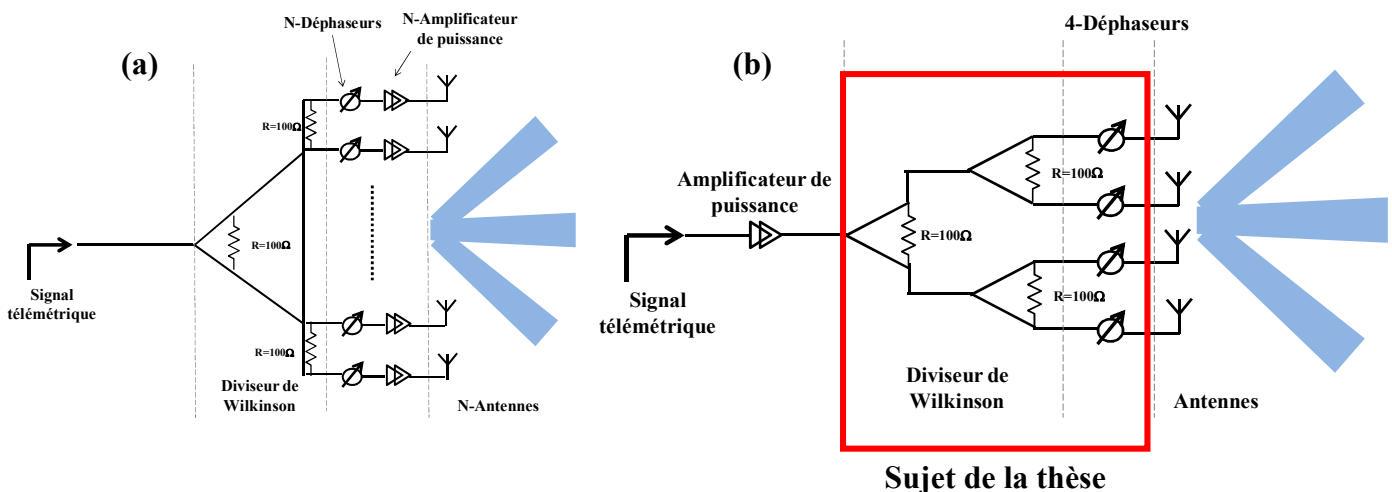 (a)
N-Déphaseurs
N-Amplificateur
de puissance
R=100Ω
R=100Ω
R=100Ω
Signal
télémétrique
Diviseur de
Wilkinson
N-Antennes
(b)
4-Déphaseurs
Amplificateur de
puissance
R=100Ω
R=100Ω
R=100Ω
Signal
télémétrique
Diviseur de
Wilkinson
Antennes
Sujet de la thèse